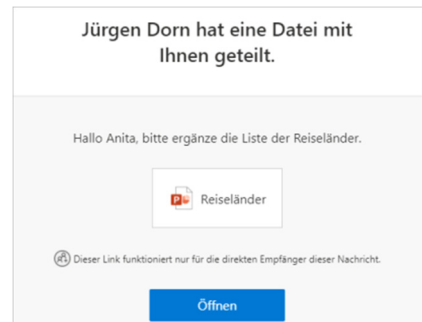 Jürgen Dorn hat eine Datei mit
Ihnen geteilt.
Hallo Anita, bitte ergänze die Liste der Reiseländer.
Reiseländer
Dieser Link funktioniert nur für die direkten Empfänger dieser Nachricht.
Öffnen